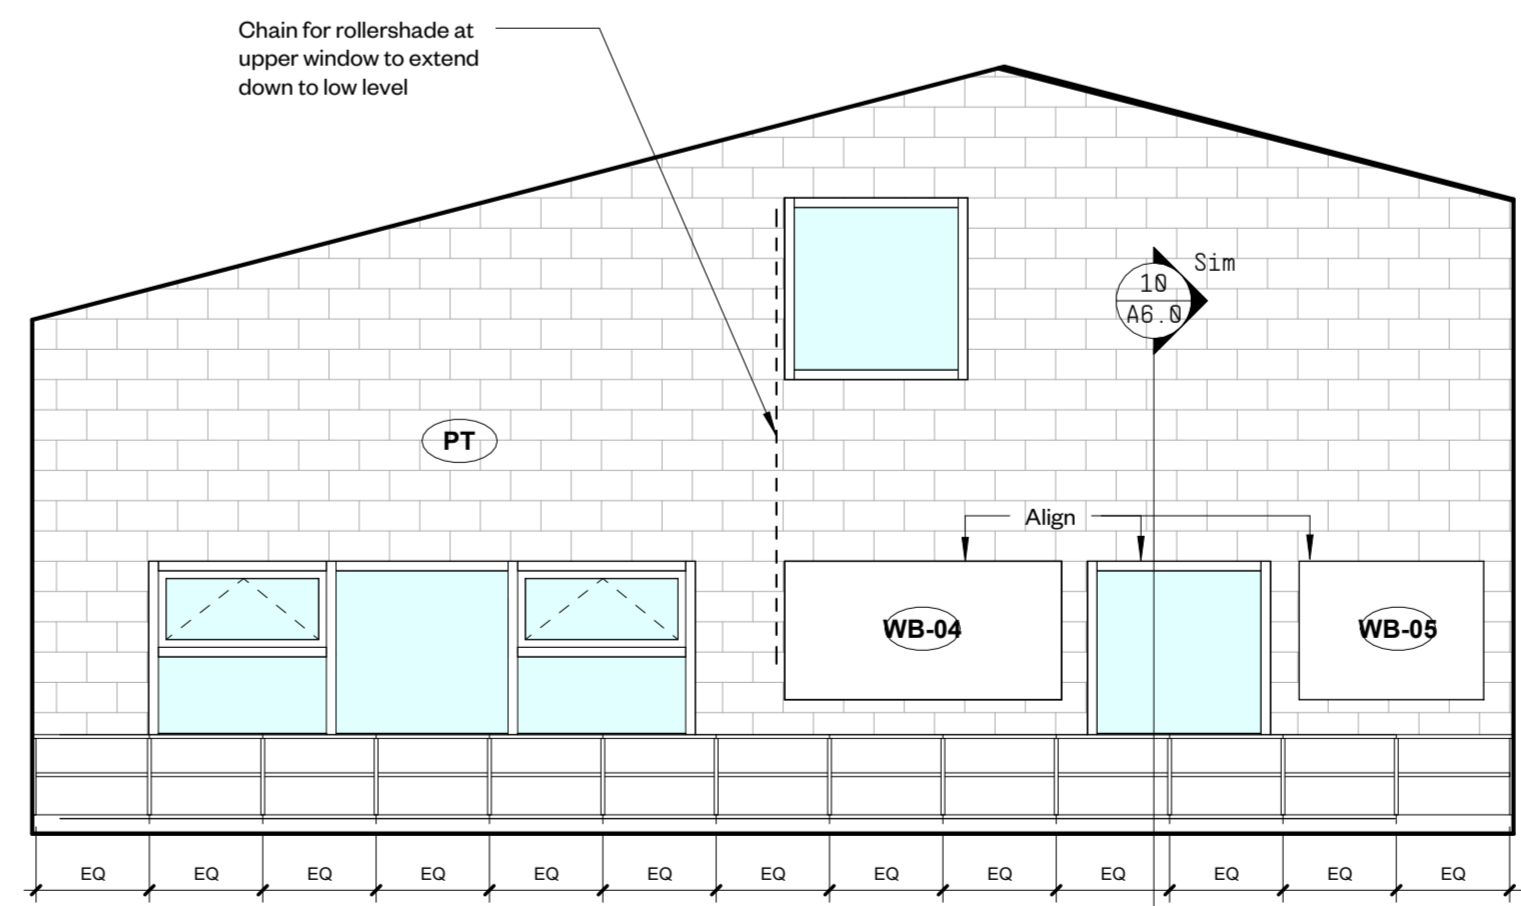 Chain for rollershade at
upper window to extend
down to low level
Sim
10
A6.0
PT
Align
WB-04
WB-05
EQ EQ EQ EQ EQ EQ EQ EQ EQ EQ EQ EQ EQ